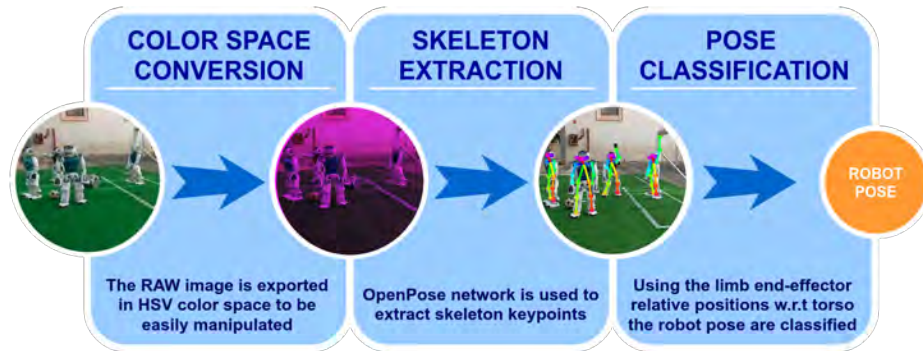 COLOR SPACE
CONVERSION
The RAW image is exported
in HSV color space to be
easily manipulated
SKELETON
EXTRACTION
OpenPose network is used to
extract skeleton keypoints
POSE
CLASSIFICATION
Using the limb end-effector
relative positions w.r.t torso
the robot pose are classified
ROBOT
POSE